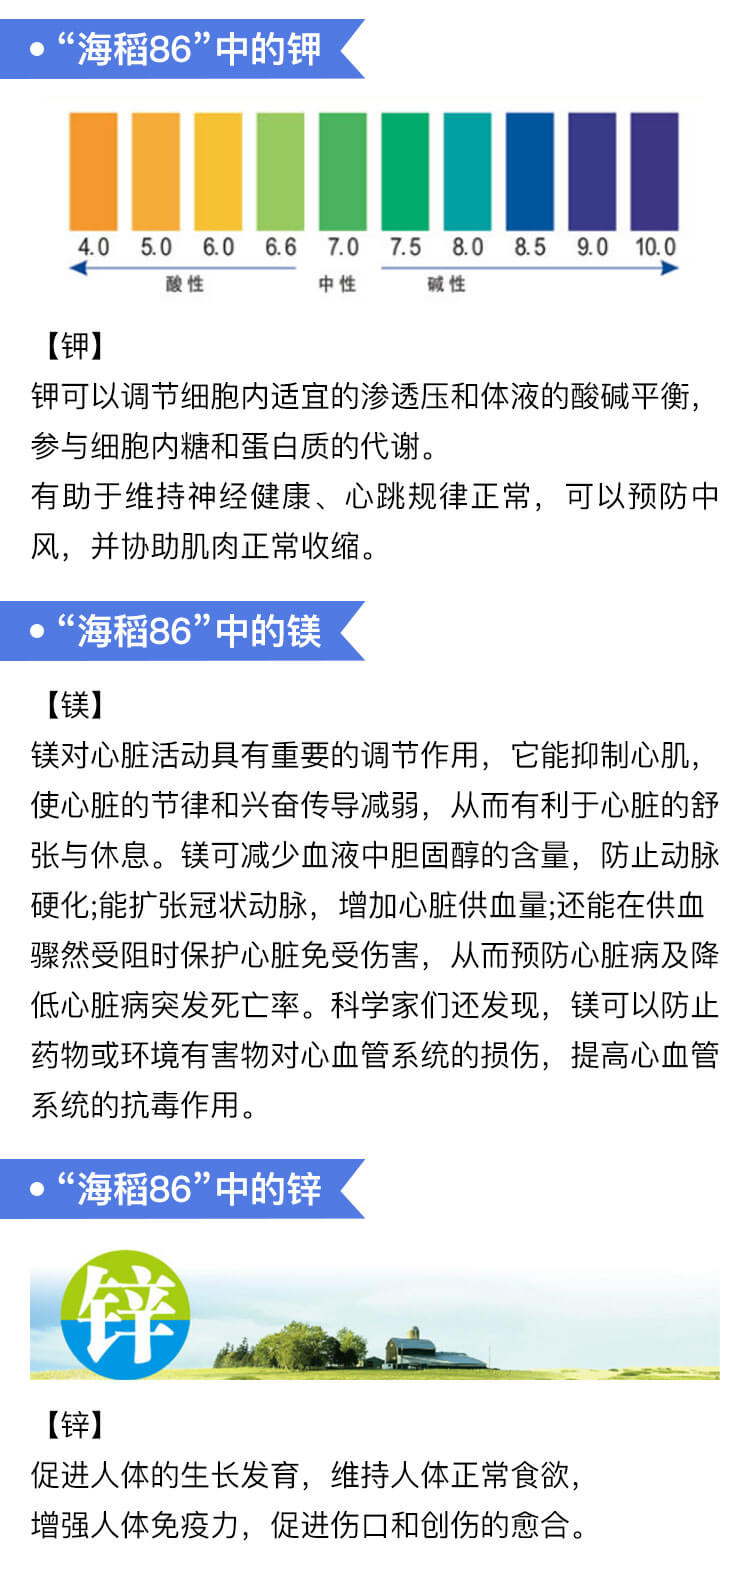 “海稻86”中的钾
4.0 5.0 6.0 6.6 7.0 7.5 8.0 8.5 9.0 10.0
酸性 中性 碱性
【钾】
钾可以调节细胞内适宜的渗透压和体液的酸碱平衡，
参与细胞内糖和蛋白质的代谢。
有助于维持神经健康、心跳规律正常，可以预防中
风，并协助肌肉正常收缩。
“海稻86”中的镁
【镁】
镁对心脏活动具有重要的调节作用，它能抑制心肌，
使心脏的节律和兴奋传导减弱，从而有利于心脏的舒
张与休息。镁可减少血液中胆固醇的含量，防止动脉
硬化;能扩张冠状动脉，增加心脏供血量;还能在供血
骤然受阻时保护心脏免受伤害，从而预防心脏病及降
低心脏病突发死亡率。科学家们还发现，镁可以防止
药物或环境有害物对心血管系统的损伤，提高心血管
系统的抗毒作用。
“海稻86”中的锌
锌
【锌】
促进人体的生长发育，维持人体正常食欲，
增强人体免疫力，促进伤口和创伤的愈合。